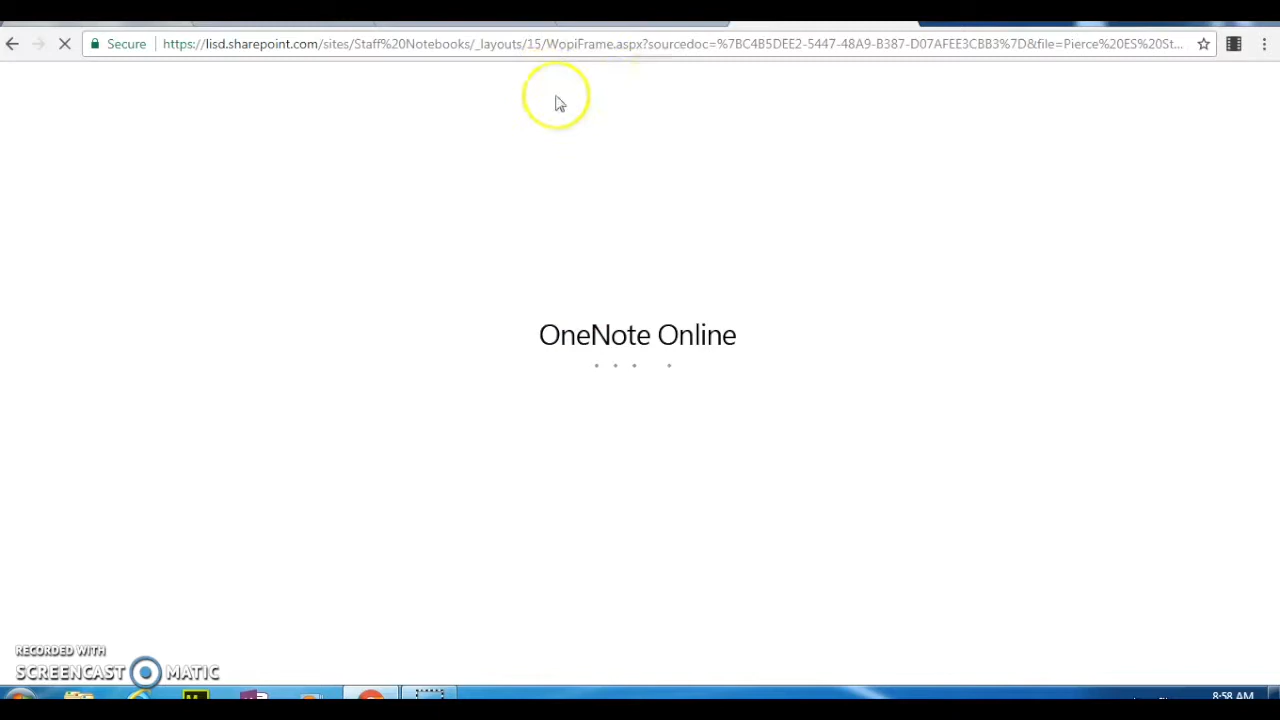 Secure https://lisd.sharepoint.com/sites/Staff%20Notebooks/_layouts/15/WopiFrame.aspx?sourcedoc=%7BC4B5DEE2-5447-48A9-B387-D07AFEE3CBB3%7D&file=Pierce%20ES%20St...
OneNote Online
RECORDED WITH
SCREENCAST MATIC
8:58 AM